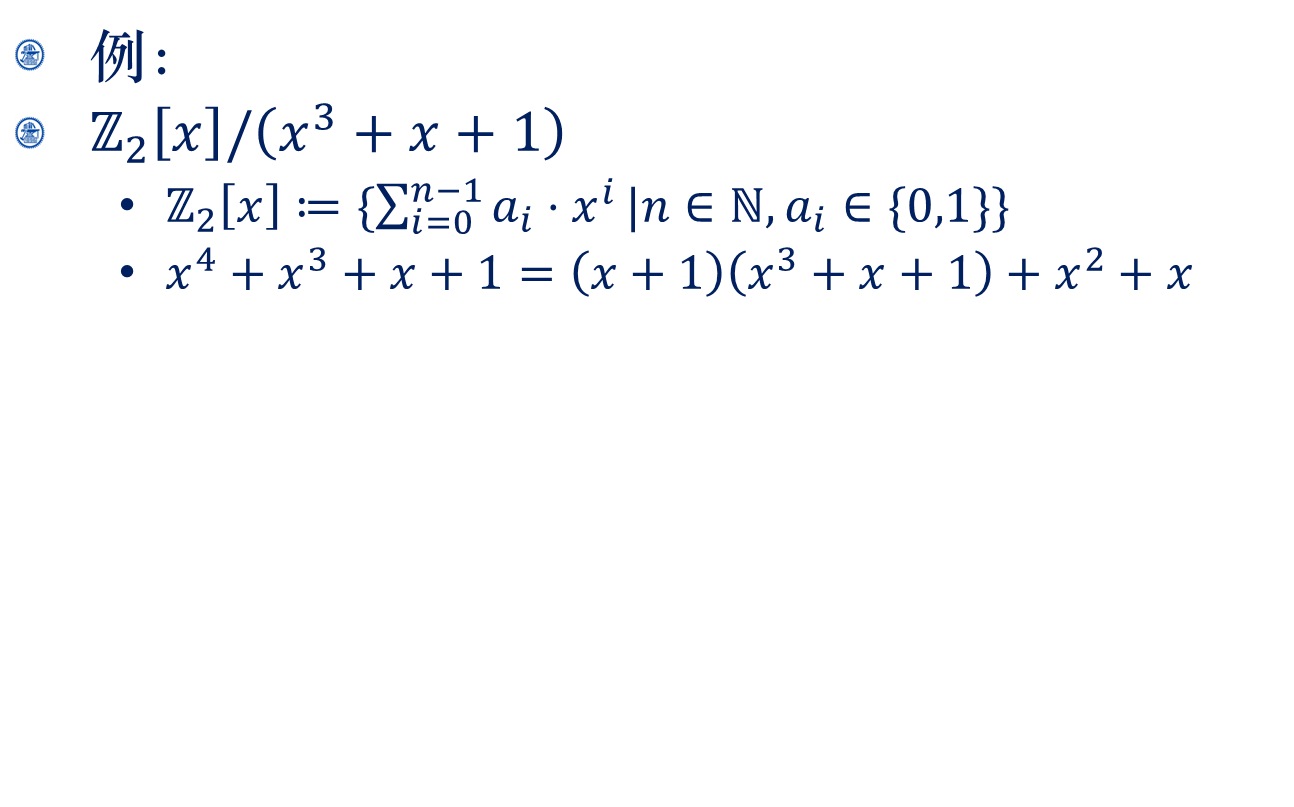 例：
ℤ₂[x]/(x³ + x + 1)
ℤ₂[x] ≔ {∑ᵢ₌₀ⁿ⁻¹ aᵢ · xⁱ |n ∈ ℕ, aᵢ ∈ {0,1}}
x⁴ + x³ + x + 1 = (x + 1)(x³ + x + 1) + x² + x